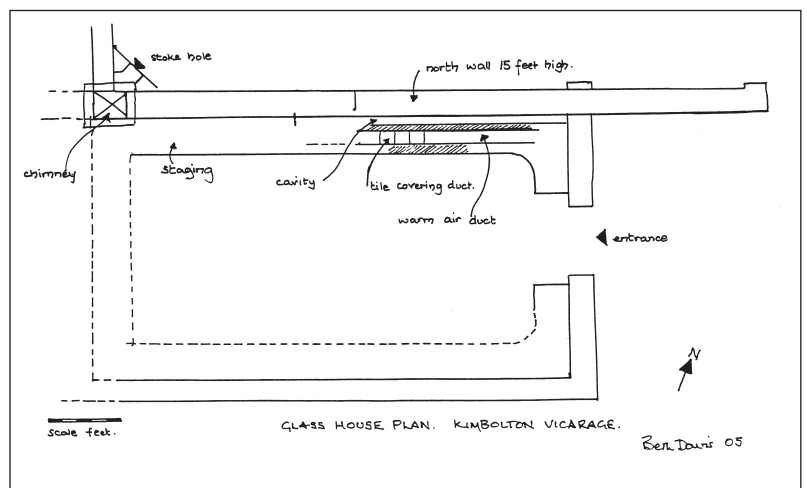 stoke hole
north wall 15 feet high.
chimney
staging
cavity
tile covering duct.
warm air duct
entrance
N
scale feet.
GLASS HOUSE PLAN. KIMBOLTON VICARAGE.
Davis 05